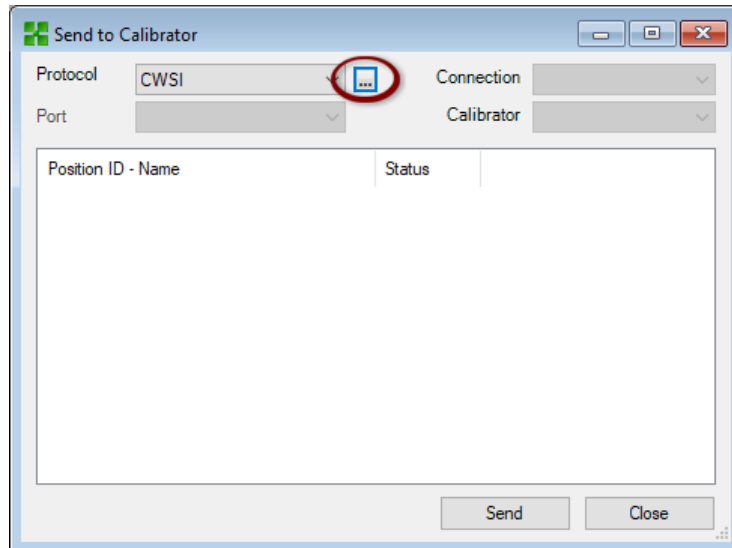 Send to Calibrator
Protocol CWSI ... Connection
Port Calibrator
Position ID - Name Status
Send Close